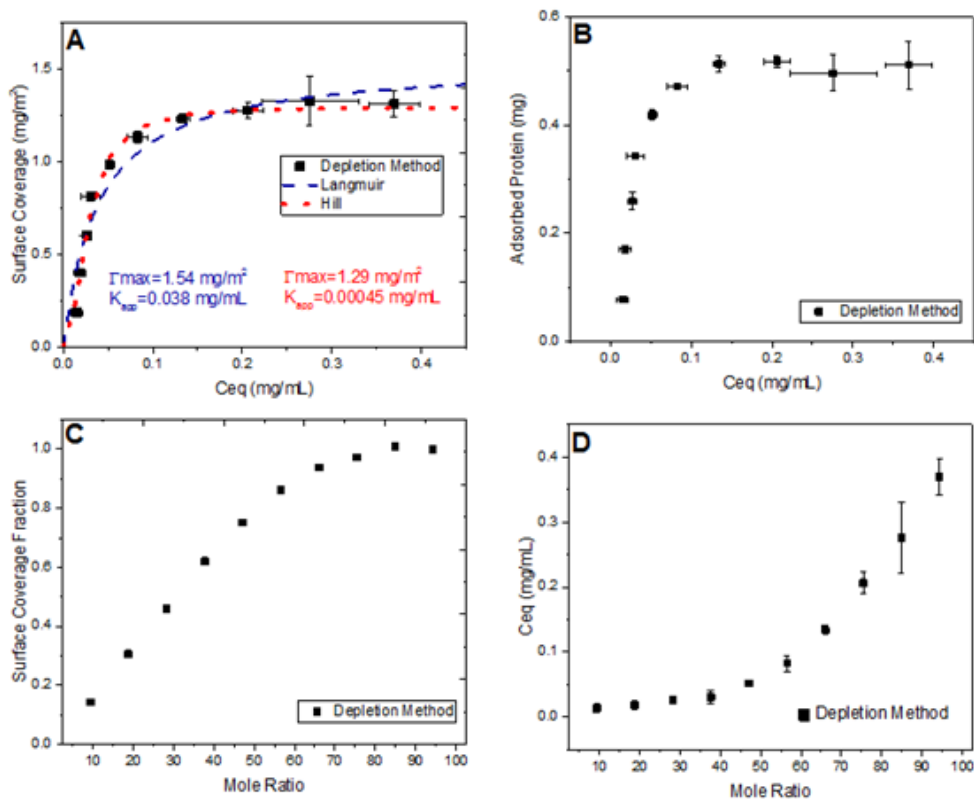 A
Surface Coverage (mg/m²)
1.5
1.0
0.5
0.0
Depletion Method
Langmuir
Hill
Γmax=1.54 mg/m²
K_app=0.038 mg/mL
Γmax=1.29 mg/m²
K_app=0.00045 mg/mL
0.0 0.1 0.2 0.3 0.4
Ceq (mg/mL)
B
Adsorbed Protein (mg)
0.6
0.4
0.2
0.0
Depletion Method
0.0 0.1 0.2 0.3 0.4
Ceq (mg/mL)
C
Surface Coverage Fraction
1.0
0.8
0.6
0.4
0.2
0.0
Depletion Method
10 20 30 40 50 60 70 80 90 100
Mole Ratio
D
Ceq (mg/mL)
0.4
0.3
0.2
0.1
0.0
Depletion Method
10 20 30 40 50 60 70 80 90 100
Mole Ratio